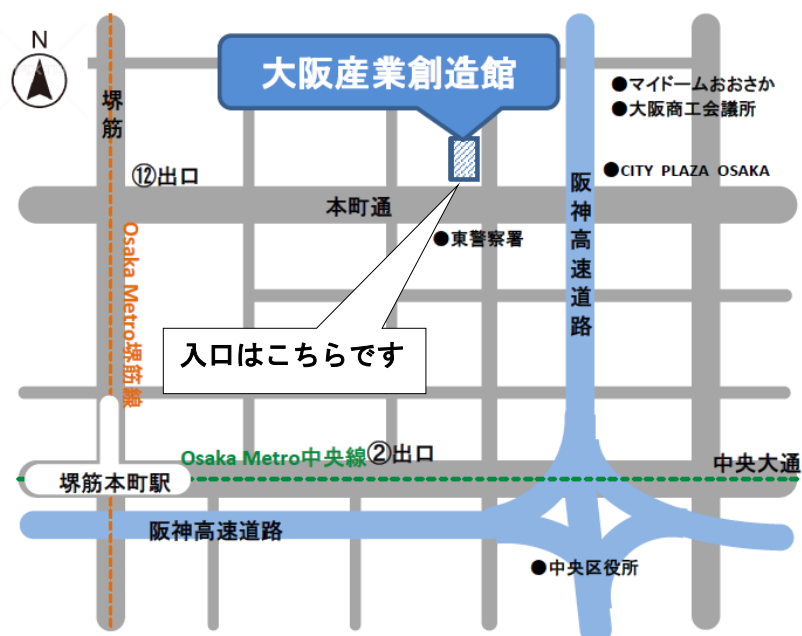 N
大阪産業創造館
●マイドームおおさか
●大阪商工会議所
堺筋
⑫出口
●CITY PLAZA OSAKA
本町通
阪神高速道路
●東警察署
Osaka Metro堺筋線
入口はこちらです
Osaka Metro中央線
②出口
中央大通
堺筋本町駅
阪神高速道路
●中央区役所